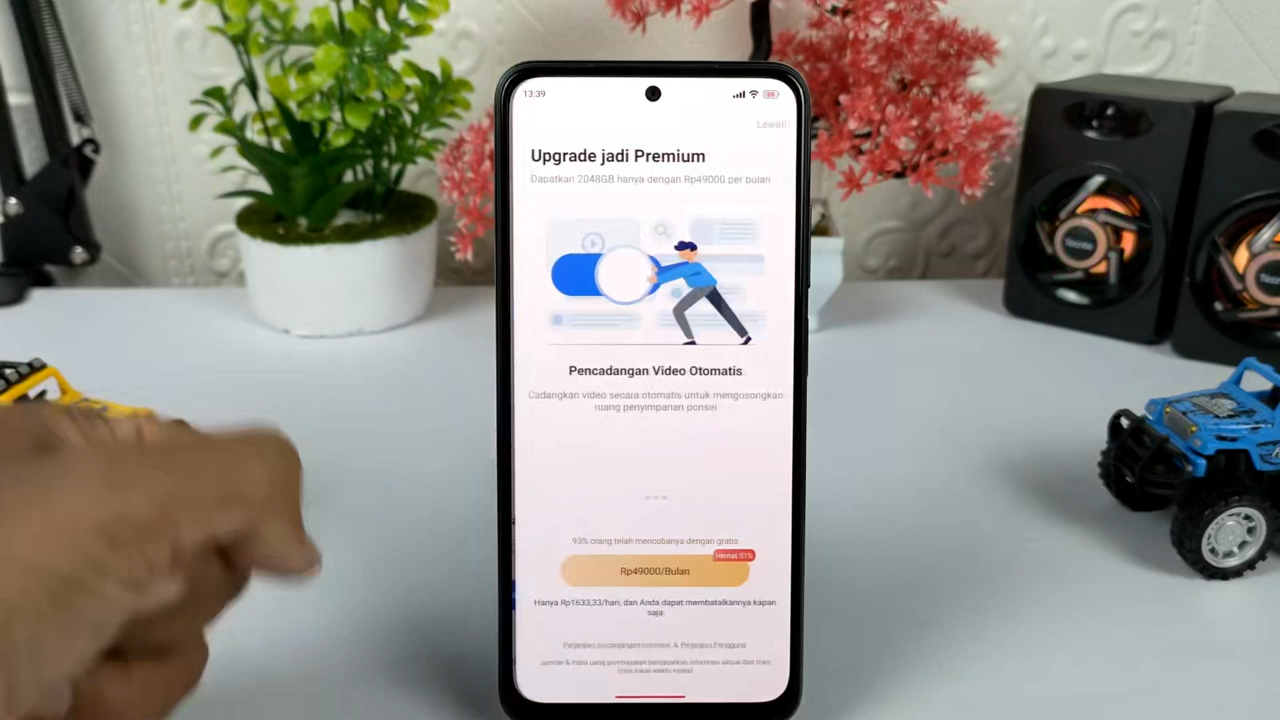 13:39
Lewati
Upgrade jadi Premium
Dapatkan 2048GB hanya dengan Rp49000 per bulan
Pencadangan Video Otomatis
Cadangkan video secara otomatis untuk mengosongkan
ruang penyimpanan ponsel
93% orang telah mencobanya dengan gratis
Hemat 51%
Rp49000/Bulan
Hanya Rp1633,33/hari, dan Anda dapat membatalkannya kapan
saja.
& Perjanjian Pengguna